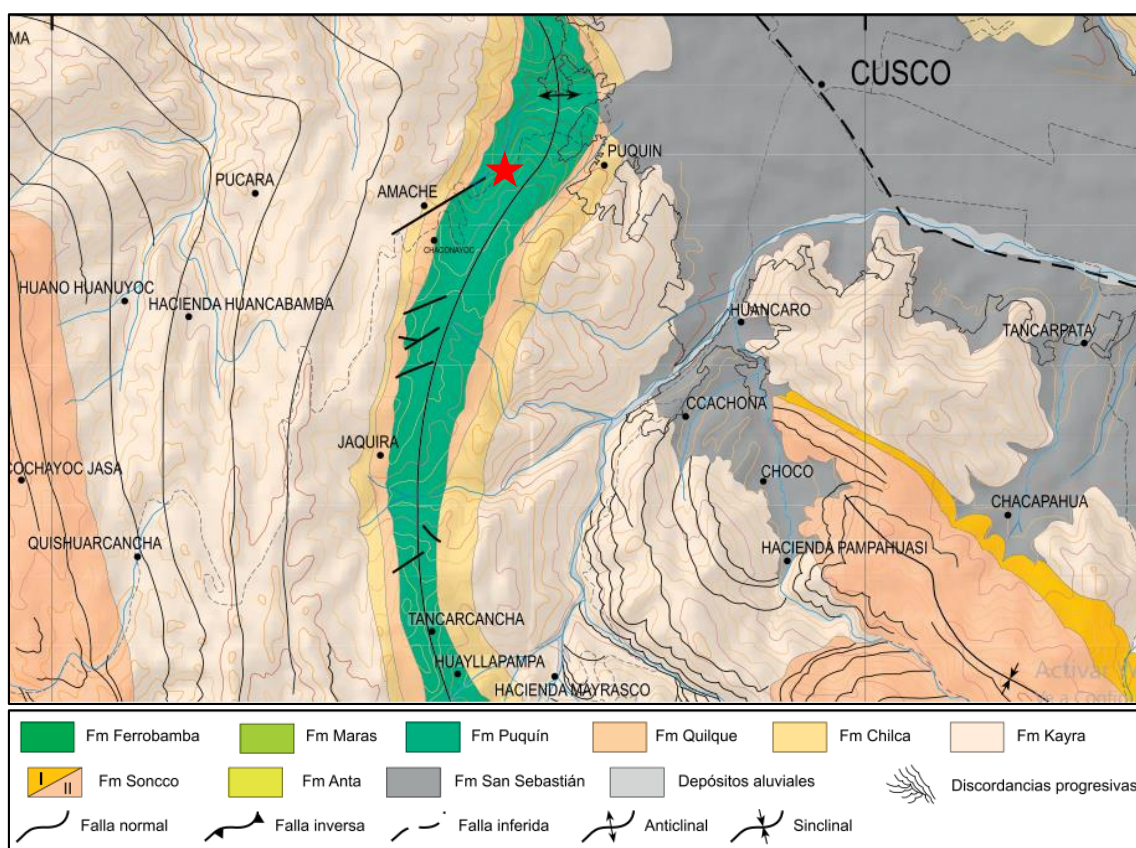 MA
CUSCO
PUQUIN
PUCARA
AMACHE
CHACONAYOC
HUANO HUANUYOC
HACIENDA HUANCABAMBA
HUANCARO
TANCARPATA
CCACHONA
JAQUIRA
COCHAYOC JASA
CHOCO
CHACAPAHUA
QUISHUARCANCHA
HACIENDA PAMPAHUASI
TANCARCANCHA
HUAYLLAPAMPA
HACIENDA MAYRASCO
Activar
Fm Ferrobamba
Fm Maras
Fm Puquín
Fm Quilque
Fm Chilca
Fm Kayra
I
II
Fm Soncco
Fm Anta
Fm San Sebastián
Depósitos aluviales
Discordancias progresivas
Falla normal
Falla inversa
Falla inferida
Anticlinal
Sinclinal